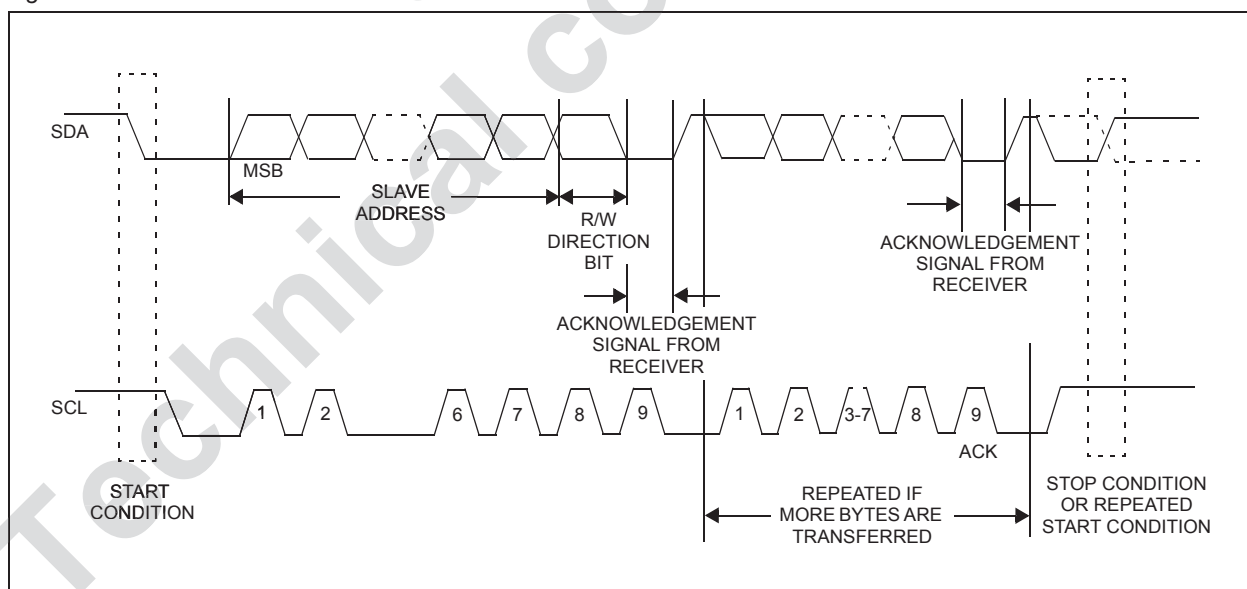 SDA
MSB
SLAVE
ADDRESS
R/W
DIRECTION
BIT
ACKNOWLEDGEMENT
SIGNAL FROM
RECEIVER
ACKNOWLEDGEMENT
SIGNAL FROM
RECEIVER
SCL
1 2 6 7 8 9 1 2 3-7 8 9
ACK
START
CONDITION
REPEATED IF
MORE BYTES ARE
TRANSFERRED
STOP CONDITION
OR REPEATED
START CONDITION
Technical co